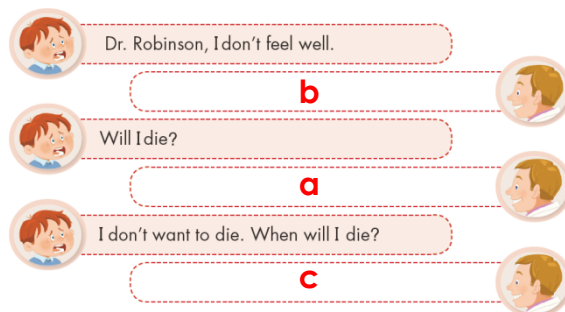 Dr. Robinson, I don't feel well.
b
Will I die?
a
I don't want to die. When will I die?
c